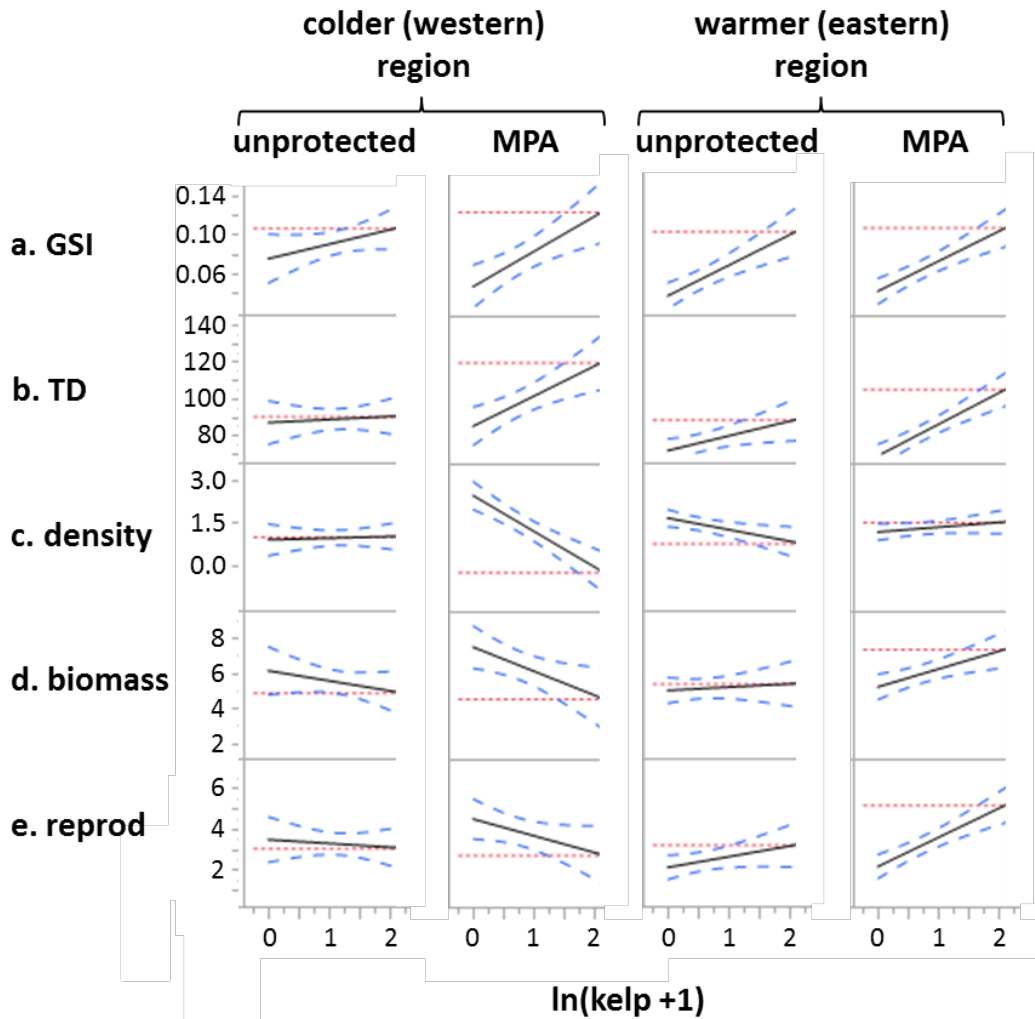 colder (western)
region
warmer (eastern)
region
unprotected
MPA
unprotected
MPA
a. GSI
0.14
0.10
0.06
b. TD
140
120
100
80
c. density
3.0
1.5
0.0
d. biomass
8
6
4
2
e. reprod
6
4
2
0 1 2
0 1 2
0 1 2
0 1 2
ln(kelp +1)